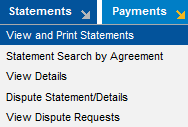 Statements Payments
View and Print Statements
Statement Search by Agreement
View Details
Dispute Statement/Details
View Dispute Requests